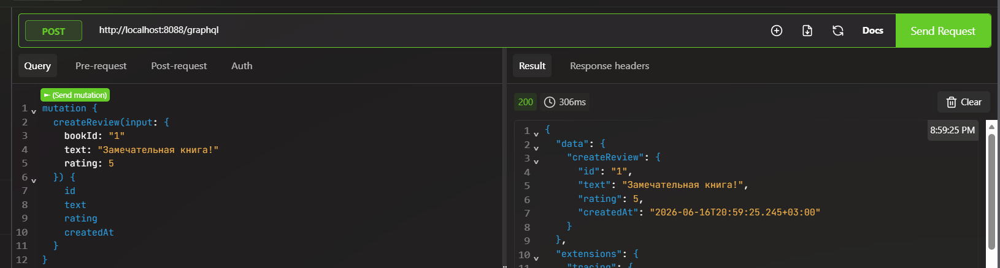 POST
http://localhost:8088/graphql
Docs
Send Request
Query
Pre-request
Post-request
Auth
(Send mutation)
1 mutation {
2 createReview(input: {
3 bookId: "1"
4 text: "Замечательная книга!"
5 rating: 5
6 }) {
7 id
8 text
9 rating
10 createdAt
11 }
12 }
Result
Response headers
200
306ms
Clear
8:59:25 PM
1 {
2 "data": {
3 "createReview": {
4 "id": "1",
5 "text": "Замечательная книга!",
6 "rating": 5,
7 "createdAt": "2026-06-16T20:59:25.245+03:00"
8 }
9 },
10 "extensions": {
11 "tracing": {